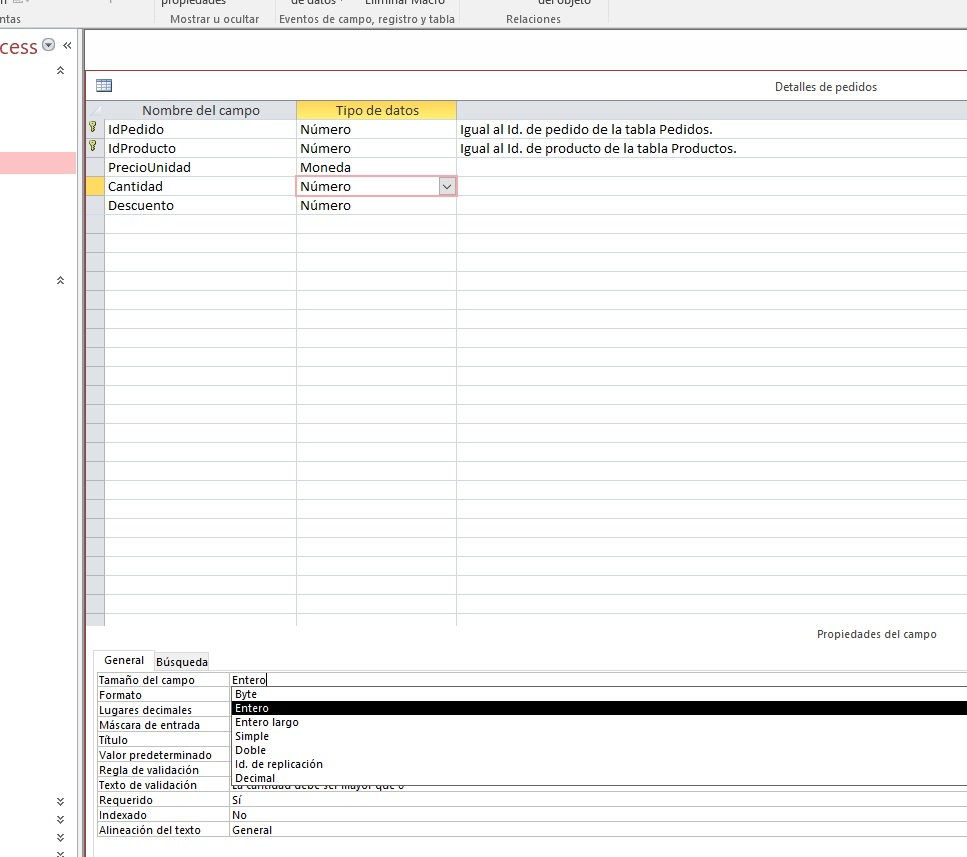 propiedades de datos Eliminar Macro del objeto
ntas Mostrar u ocultar Eventos de campo, registro y tabla Relaciones
cess «
Detalles de pedidos
Nombre del campo Tipo de datos
IdPedido Número Igual al Id. de pedido de la tabla Pedidos.
IdProducto Número Igual al Id. de producto de la tabla Productos.
PrecioUnidad Moneda
Cantidad Número
Descuento Número
Propiedades del campo
General Búsqueda
Tamaño del campo Entero
Formato Byte
Entero
Lugares decimales
Entero largo
Máscara de entrada
Simple
Título
Doble
Valor predeterminado
Id. de replicación
Regla de validación
Decimal
Texto de validación La cantidad debe ser mayor que 0
Requerido Sí
Indexado No
Alineación del texto General